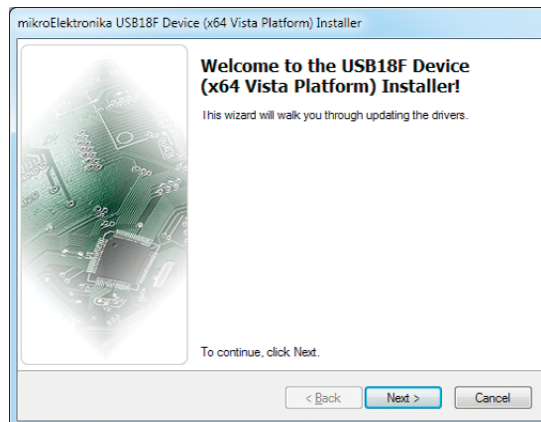 mikroElektronika USB18F Device (x64 Vista Platform) Installer
Welcome to the USB18F Device
(x64 Vista Platform) Installer!
This wizard will walk you through updating the drivers.
To continue, click Next.
< Back Next > Cancel